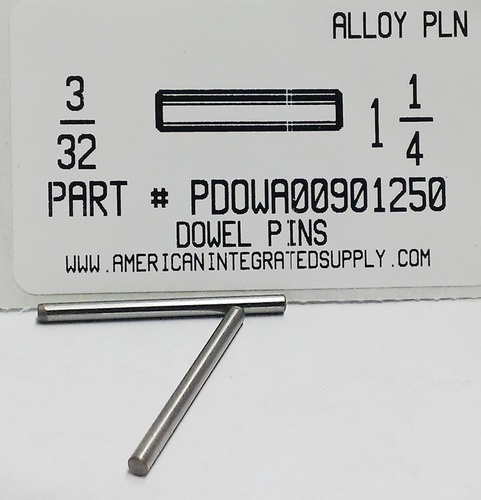 ALLOY PLN
3/32 1 1/4
PART # PDOWA00901250
DOWEL PINS
WWW.AMERICANINTEGRATEDSUPPLY.COM